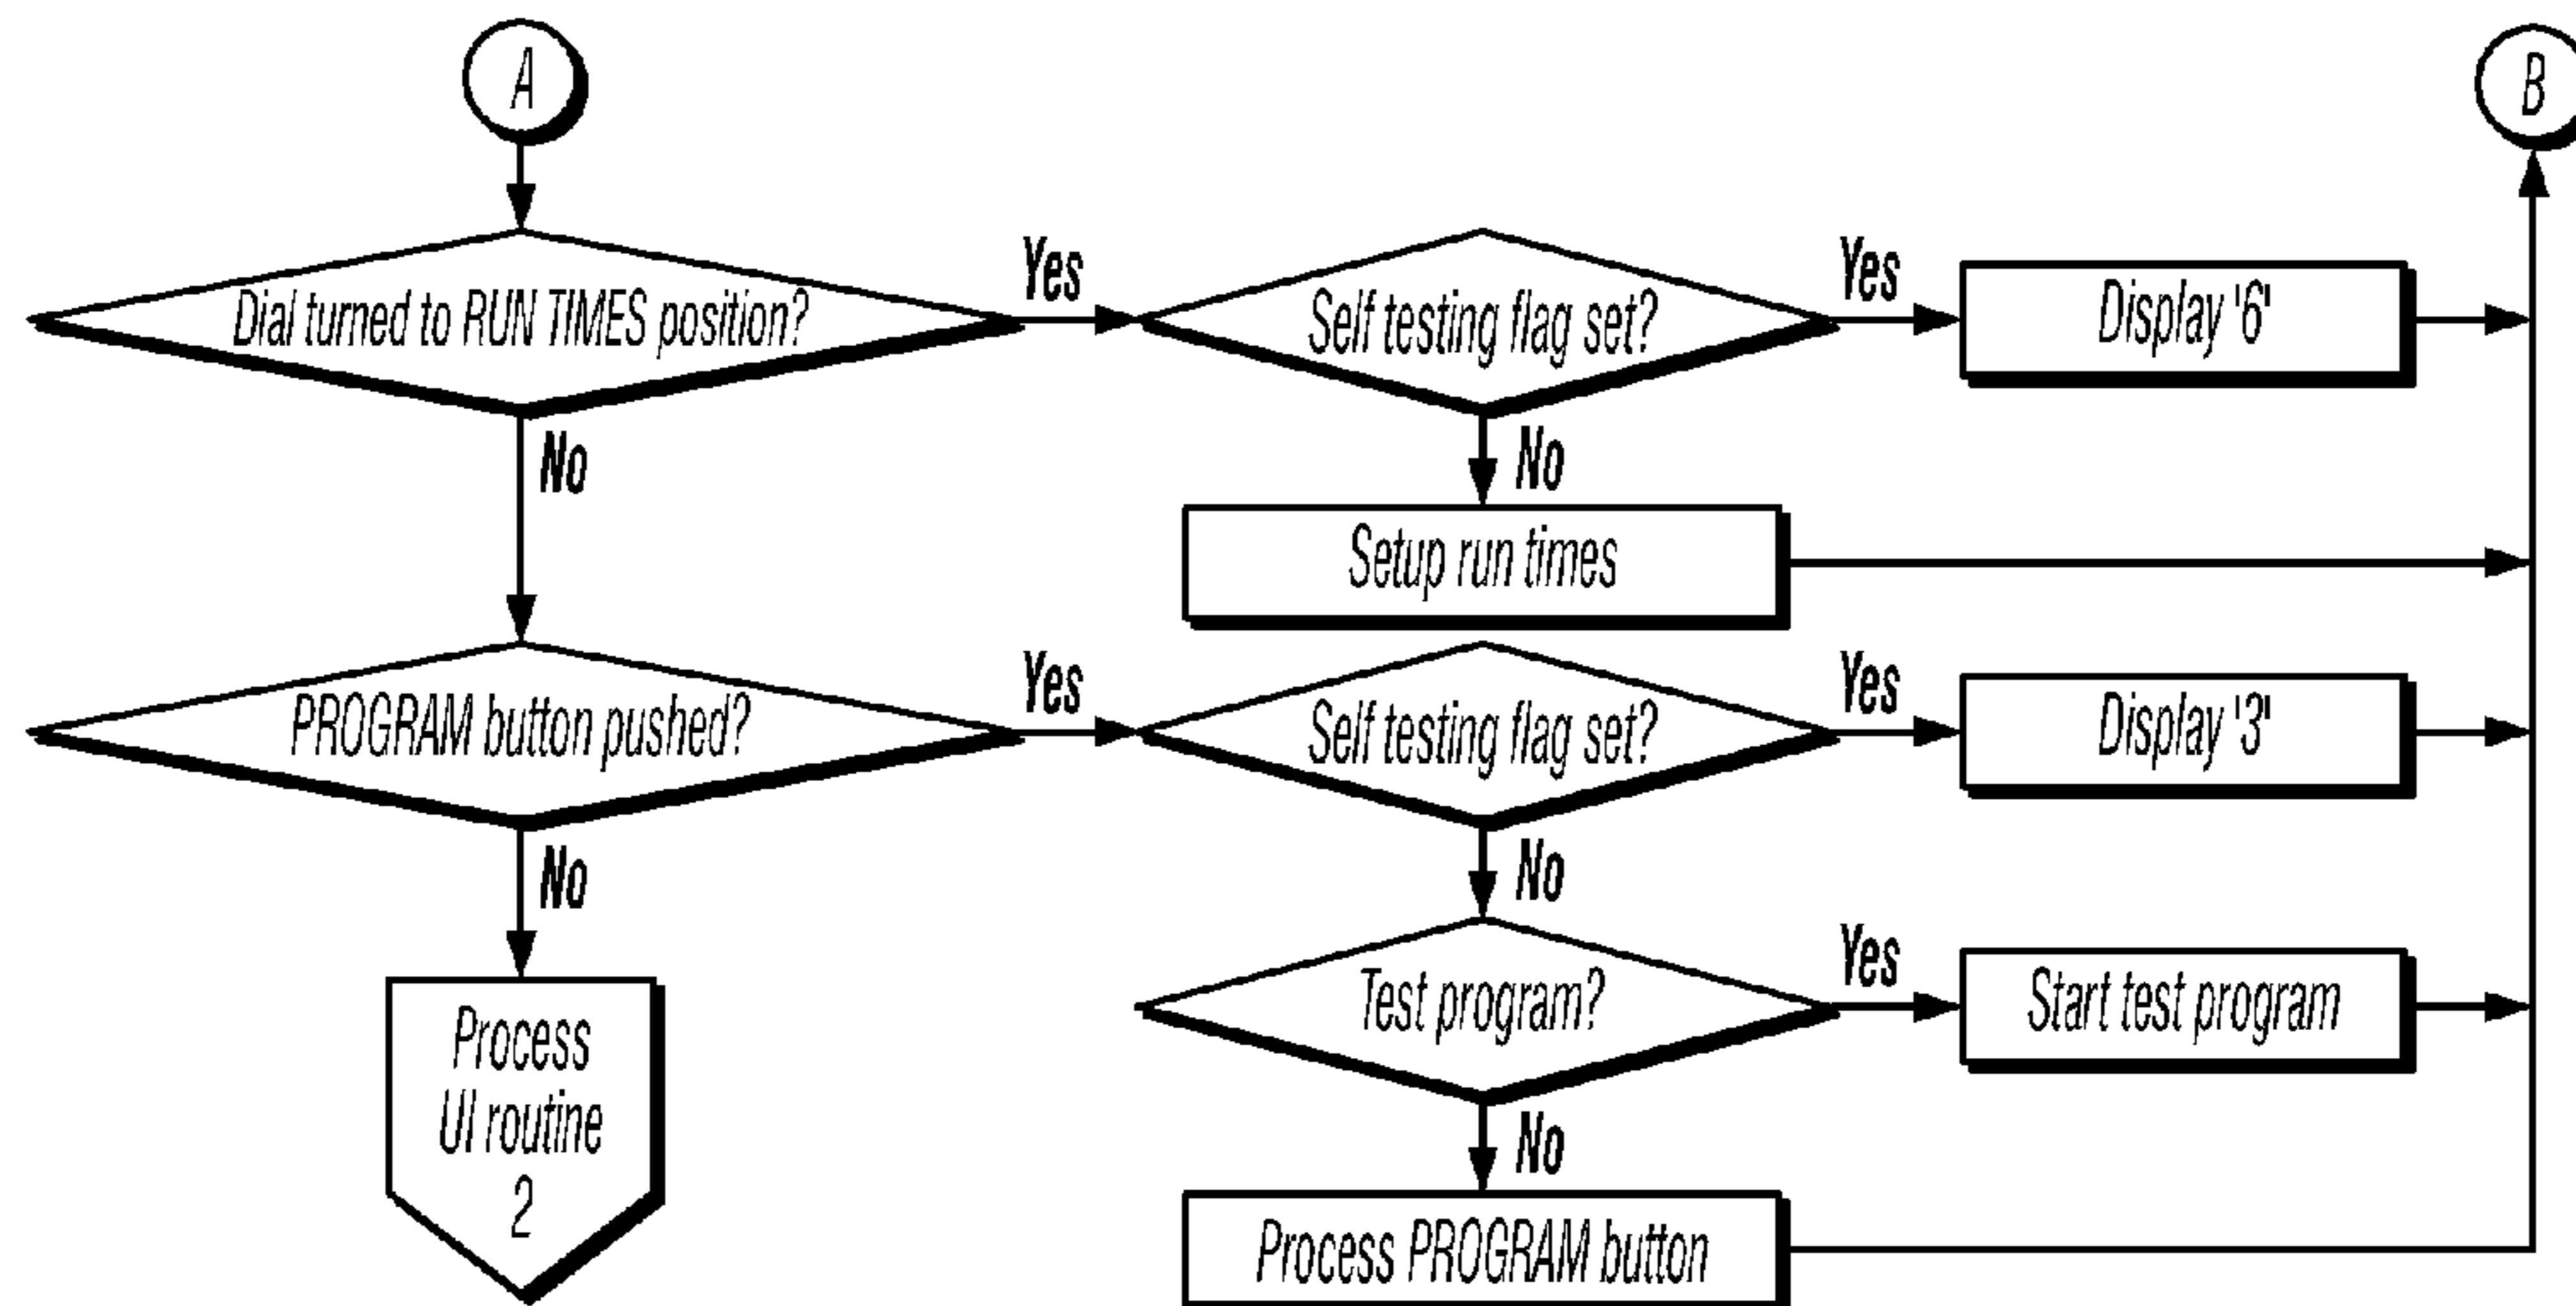 A
B
Dial turned to RUN TIMES position?
Yes
Self testing flag set?
Yes
Display '6'
No
No
Setup run times
PROGRAM button pushed?
Yes
Self testing flag set?
Yes
Display '3'
No
No
Test program?
Yes
Start test program
Process
UI routine
2
No
Process PROGRAM button